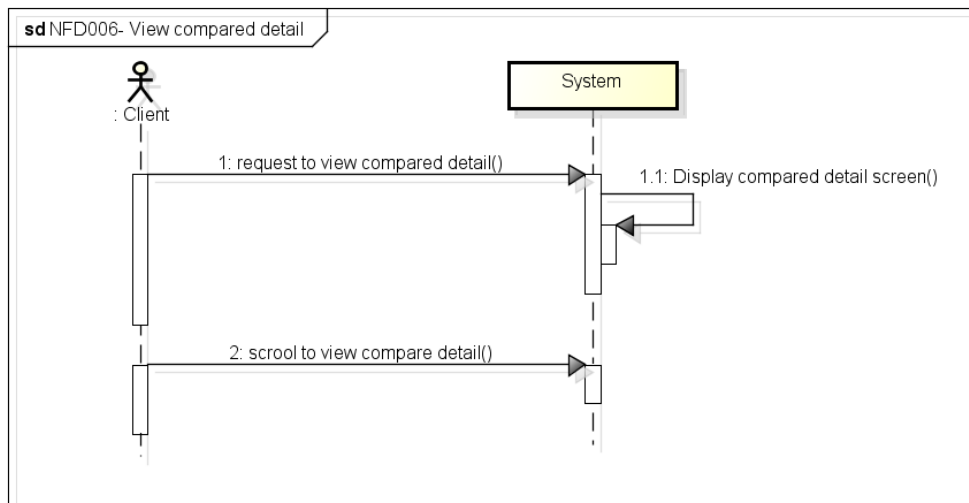 sd NFD006- View compared detail
System
: Client
1: request to view compared detail()
1.1: Display compared detail screen()
2: scrool to view compare detail()